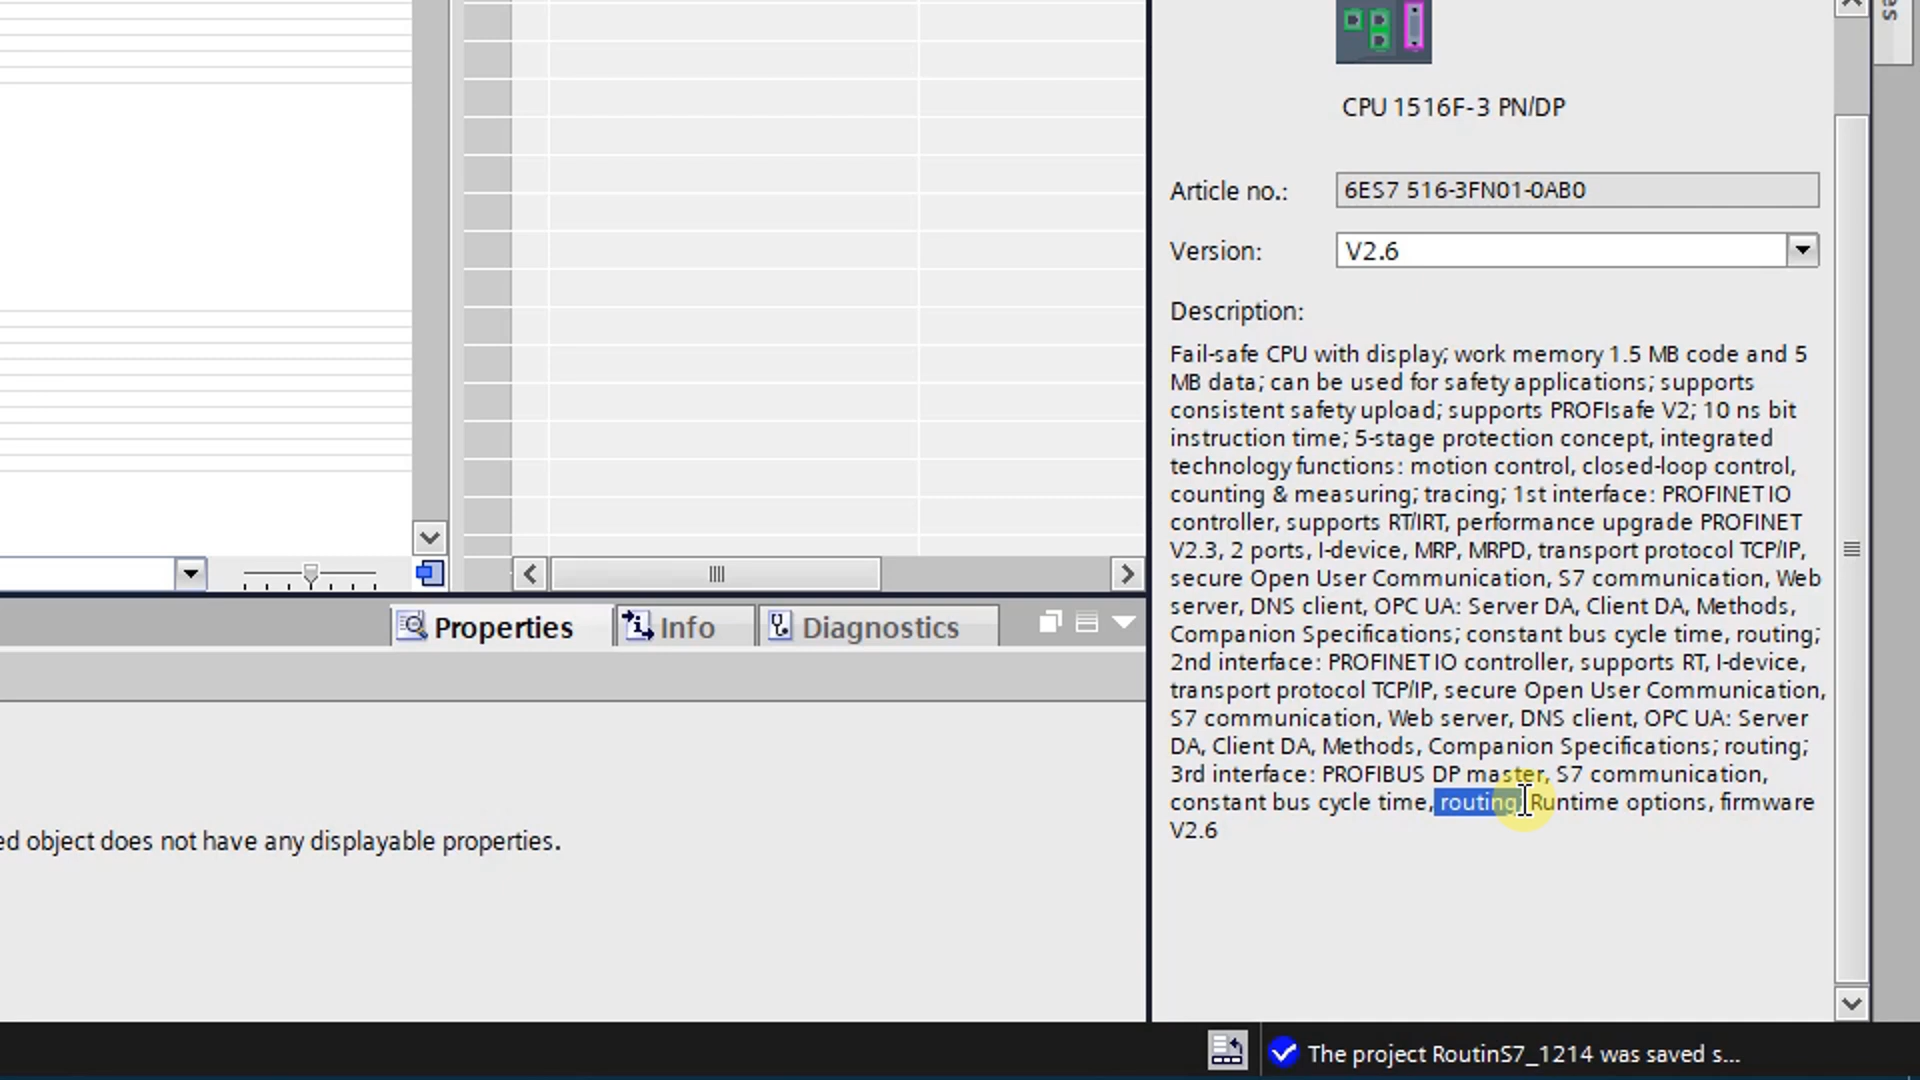 es
CPU 1516F-3 PN/DP
Article no.: 6ES7 516-3FN01-0AB0
Version: V2.6
Description:
Fail-safe CPU with display; work memory 1.5 MB code and 5
MB data; can be used for safety applications; supports
consistent safety upload; supports PROFIsafe V2; 10 ns bit
instruction time; 5-stage protection concept, integrated
technology functions: motion control, closed-loop control,
counting & measuring; tracing; 1st interface: PROFINET IO
controller, supports RT/IRT, performance upgrade PROFINET
V2.3, 2 ports, I-device, MRP, MRPD, transport protocol TCP/IP,
secure Open User Communication, S7 communication, Web
server, DNS client, OPC UA: Server DA, Client DA, Methods,
Companion Specifications; constant bus cycle time, routing;
2nd interface: PROFINET IO controller, supports RT, I-device,
transport protocol TCP/IP, secure Open User Communication,
S7 communication, Web server, DNS client, OPC UA: Server
DA, Client DA, Methods, Companion Specifications; routing;
3rd interface: PROFIBUS DP master, S7 communication,
constant bus cycle time, routing; Runtime options, firmware
V2.6
Properties Info Diagnostics
ed object does not have any displayable properties.
The project RoutinS7_1214 was saved s...